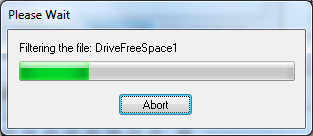 Please Wait
Filtering the file: DriveFreeSpace1
Abort